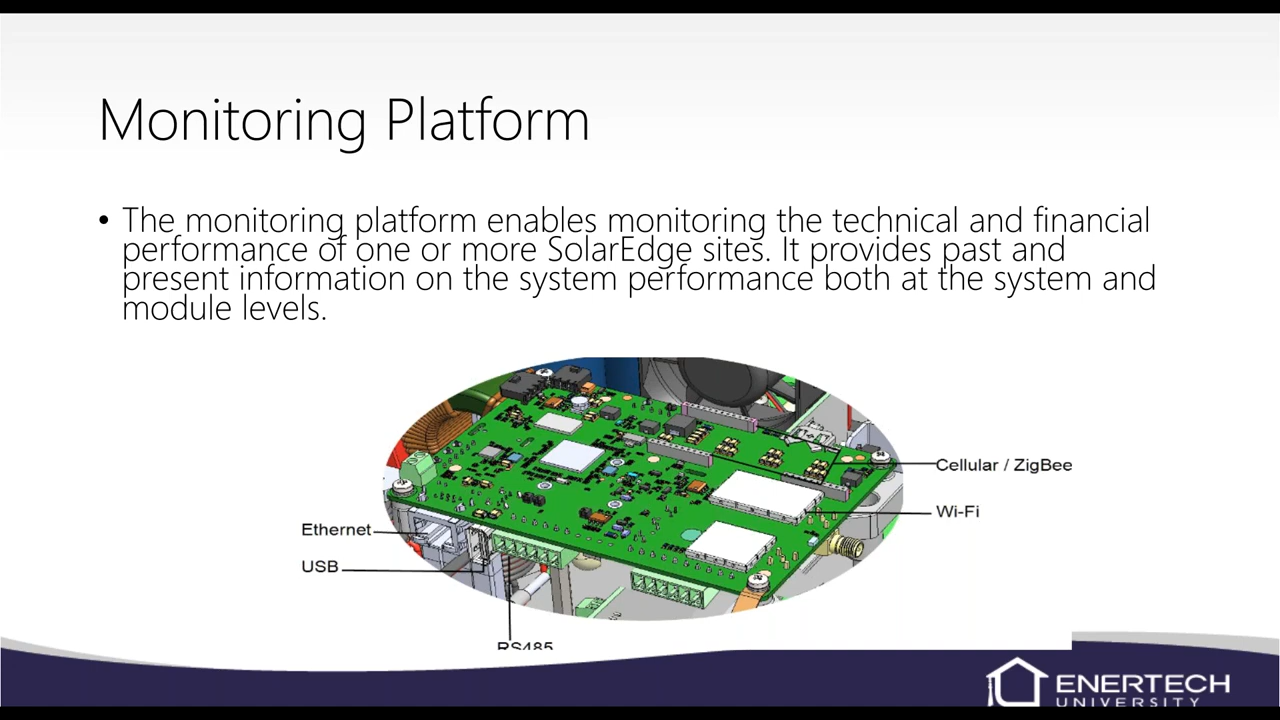 Monitoring Platform
• The monitoring platform enables monitoring the technical and financial
performance of one or more SolarEdge sites. It provides past and
present information on the system performance both at the system and
module levels.
Cellular / ZigBee
Wi-Fi
Ethernet
USB
RS485
ENERTECH
UNIVERSITY